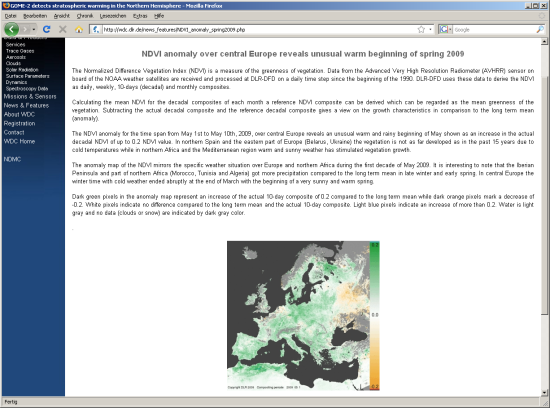 GOME-2 detects stratospheric warming in the Northern Hemisphere - Mozilla Firefox
Datei Bearbeiten Ansicht Chronik Lesezeichen Extras Hilfe
http://wdc.dlr.de/news_features/NDVI_anomaly_spring2009.php
Google
Services
Trace Gases
Aerosols
Clouds
Solar Radiation
Surface Parameters
Dynamics
Spectroscopy Data
Missions & Sensors
News & Features
About WDC
Registration
Contact
WDC Home
NDMC
NDVI anomaly over central Europe reveals unusual warm beginning of spring 2009
The Normalized Difference Vegetation Index (NDVI) is a measure of the greenness of vegetation. Data from the Advanced Very High Resolution Radiometer (AVHRR) sensor on
board of the NOAA weather satellites are received and processed at DLR-DFD on a daily time step since the beginning of the 1990. DLR-DFD uses these data to derive the NDVI
as daily, weekly, 10-days (decadal) and monthly composites.
Calculating the mean NDVI for the decadal composites of each month a reference NDVI composite can be derived which can be regarded as the mean greenness of the
vegetation. Subtracting the actual decadal composite and the reference decadal composite gives a view on the growth characteristics in comparison to the long term mean
(anomaly).
The NDVI anomaly for the time span from May 1st to May 10th, 2009, over central Europe reveals an unusual warm and rainy beginning of May shown as an increase in the actual
decadal NDVI of up to 0.2 NDVI value. In northern Spain and the eastern part of Europe (Belarus, Ukraine) the vegetation is not as far developed as in the past 15 years due to
cold temperatures while in northern Africa and the Mediterranean region warm and sunny weather has stimulated vegetation growth.
The anomaly map of the NDVI mirrors the specific weather situation over Europe and northern Africa during the first decade of May 2009. It is interesting to note that the Iberian
Peninsula and part of northern Africa (Morocco, Tunisia and Algeria) got more precipitation compared to the long term mean in late winter and early spring. In central Europe the
winter time with cold weather ended abruptly at the end of March with the beginning of a very sunny and warm spring.
Dark green pixels in the anomaly map represent an increase of the actual 10-day composite of 0.2 compared to the long term mean while dark orange pixels mark a decrease of
-0.2. White pixels indicate no difference compared to the long term mean and the actual 10-day composite. Light blue pixels indicate an increase of more than 0.2. Water is light
gray and no data (clouds or snow) are indicated by dark gray color.
.
0.2
0.0
-0.2
Copyright DLR 2009 Compositing period:
Fertig